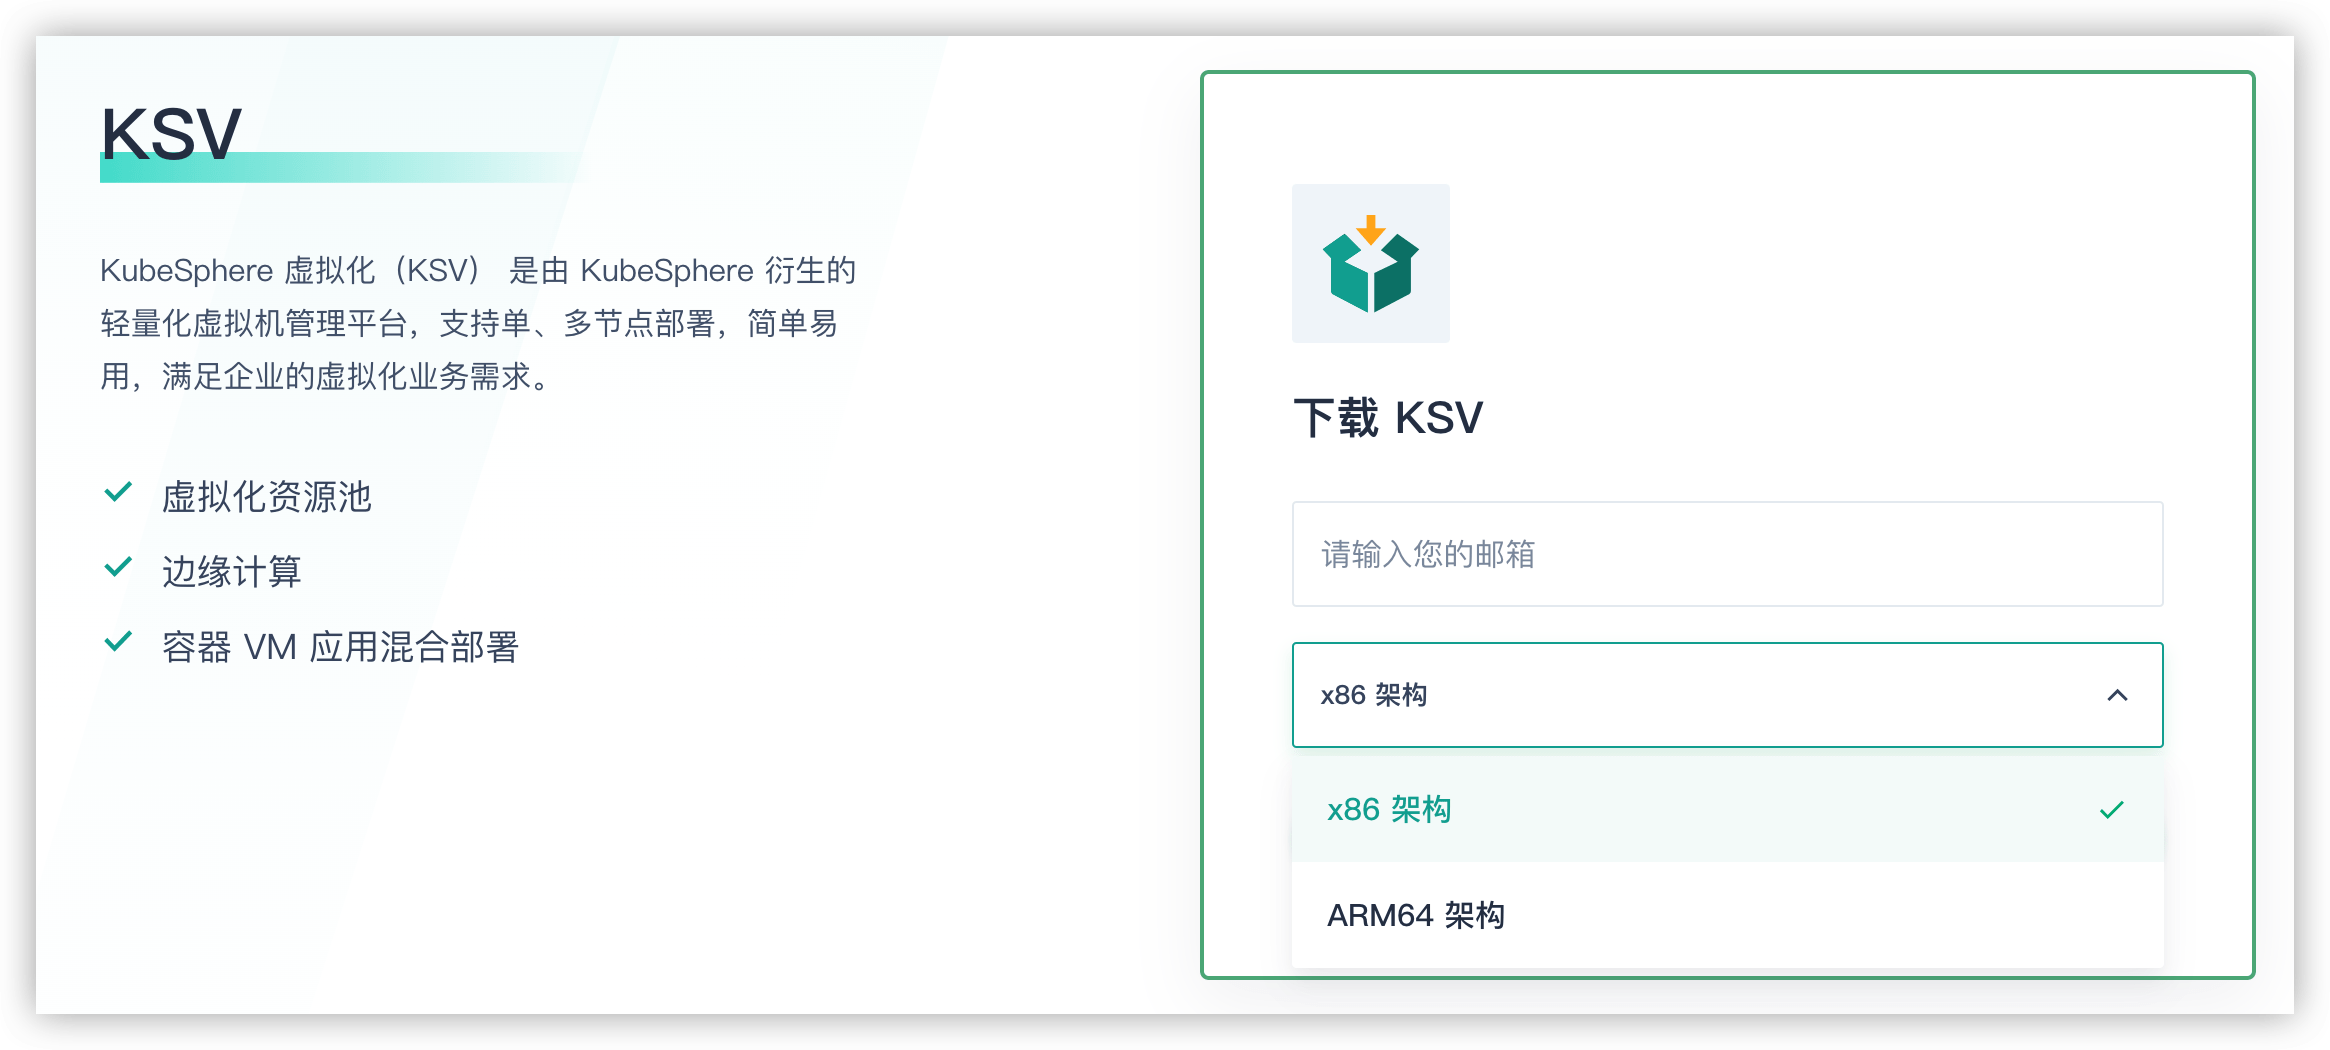 KSV
KubeSphere 虚拟化（KSV） 是由 KubeSphere 衍生的
轻量化虚拟机管理平台，支持单、多节点部署，简单易
用，满足企业的虚拟化业务需求。
虚拟化资源池
边缘计算
容器 VM 应用混合部署
下载 KSV
请输入您的邮箱
x86 架构
x86 架构
ARM64 架构